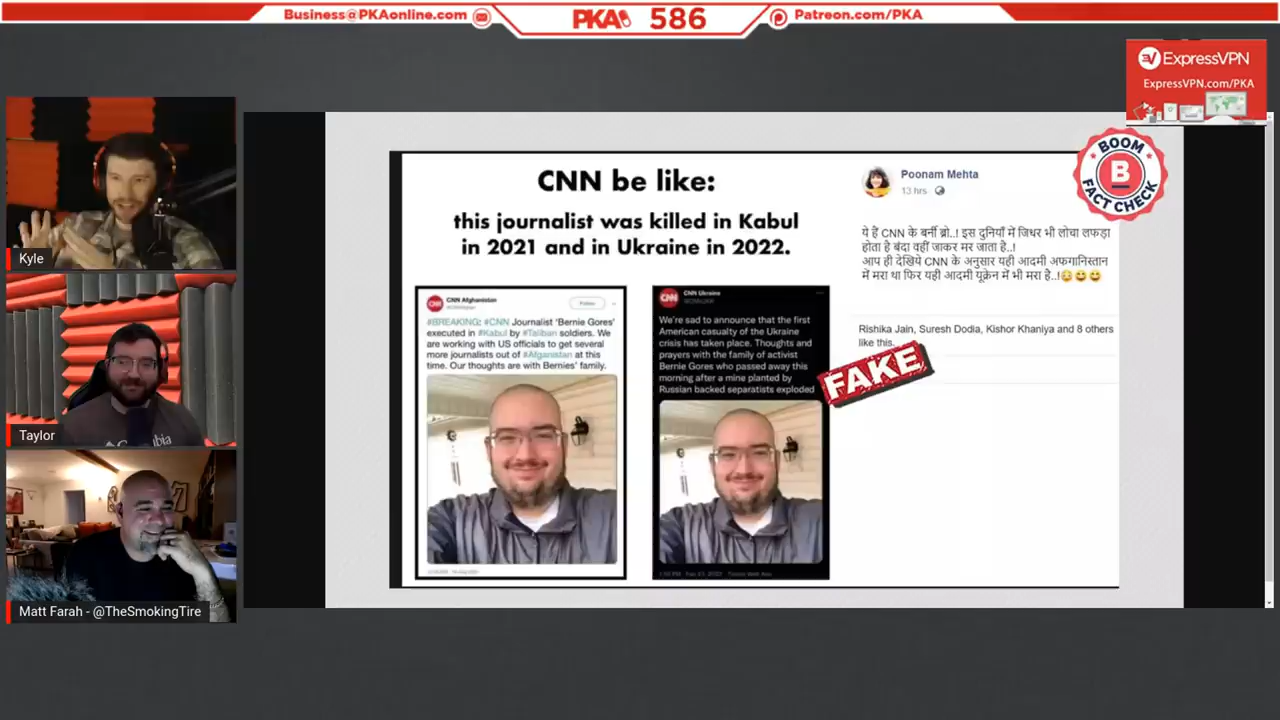 Business@PKAonline.com
PKA 586
Patreon.com/PKA
ExpressVPN
ExpressVPN.com/PKA
Kyle
Taylor
Columbia
Matt Farah - @TheSmokingTire
CNN be like:
this journalist was killed in Kabul
in 2021 and in Ukraine in 2022.
CNN
CNN Afghanistan
Follow
#BREAKING: #CNN Journalist 'Bernie Gores'
executed in #Kabul by #Taliban soldiers. We
are working with US officials to get several
more journalists out of #Afganistan at this
time. Our thoughts are with Bernies' family.
CNN
CNN Ukraine
We're sad to announce that the first
American casualty of the Ukraine
crisis has taken place. Thoughts and
prayers with the family of activist
Bernie Gores who passed away this
morning after a mine planted by
Russian backed separatists exploded
FAKE
Poonam Mehta
13 hrs
BOOM
B
FACT CHECK
ये हैं CNN के बर्नी ब्रो..! इस दुनियाँ में जिधर भी लोचा लफड़ा
होता है बंदा वहीं जाकर मर जाता है..!
आप ही देखिये CNN के अनुसार यही आदमी अफगानिस्तान
में मरा था फिर यही आदमी यूक्रेन में भी मरा है..!😳😄😄
Rishika Jain, Suresh Dodia, Kishor Khaniya and 8 others
like this.